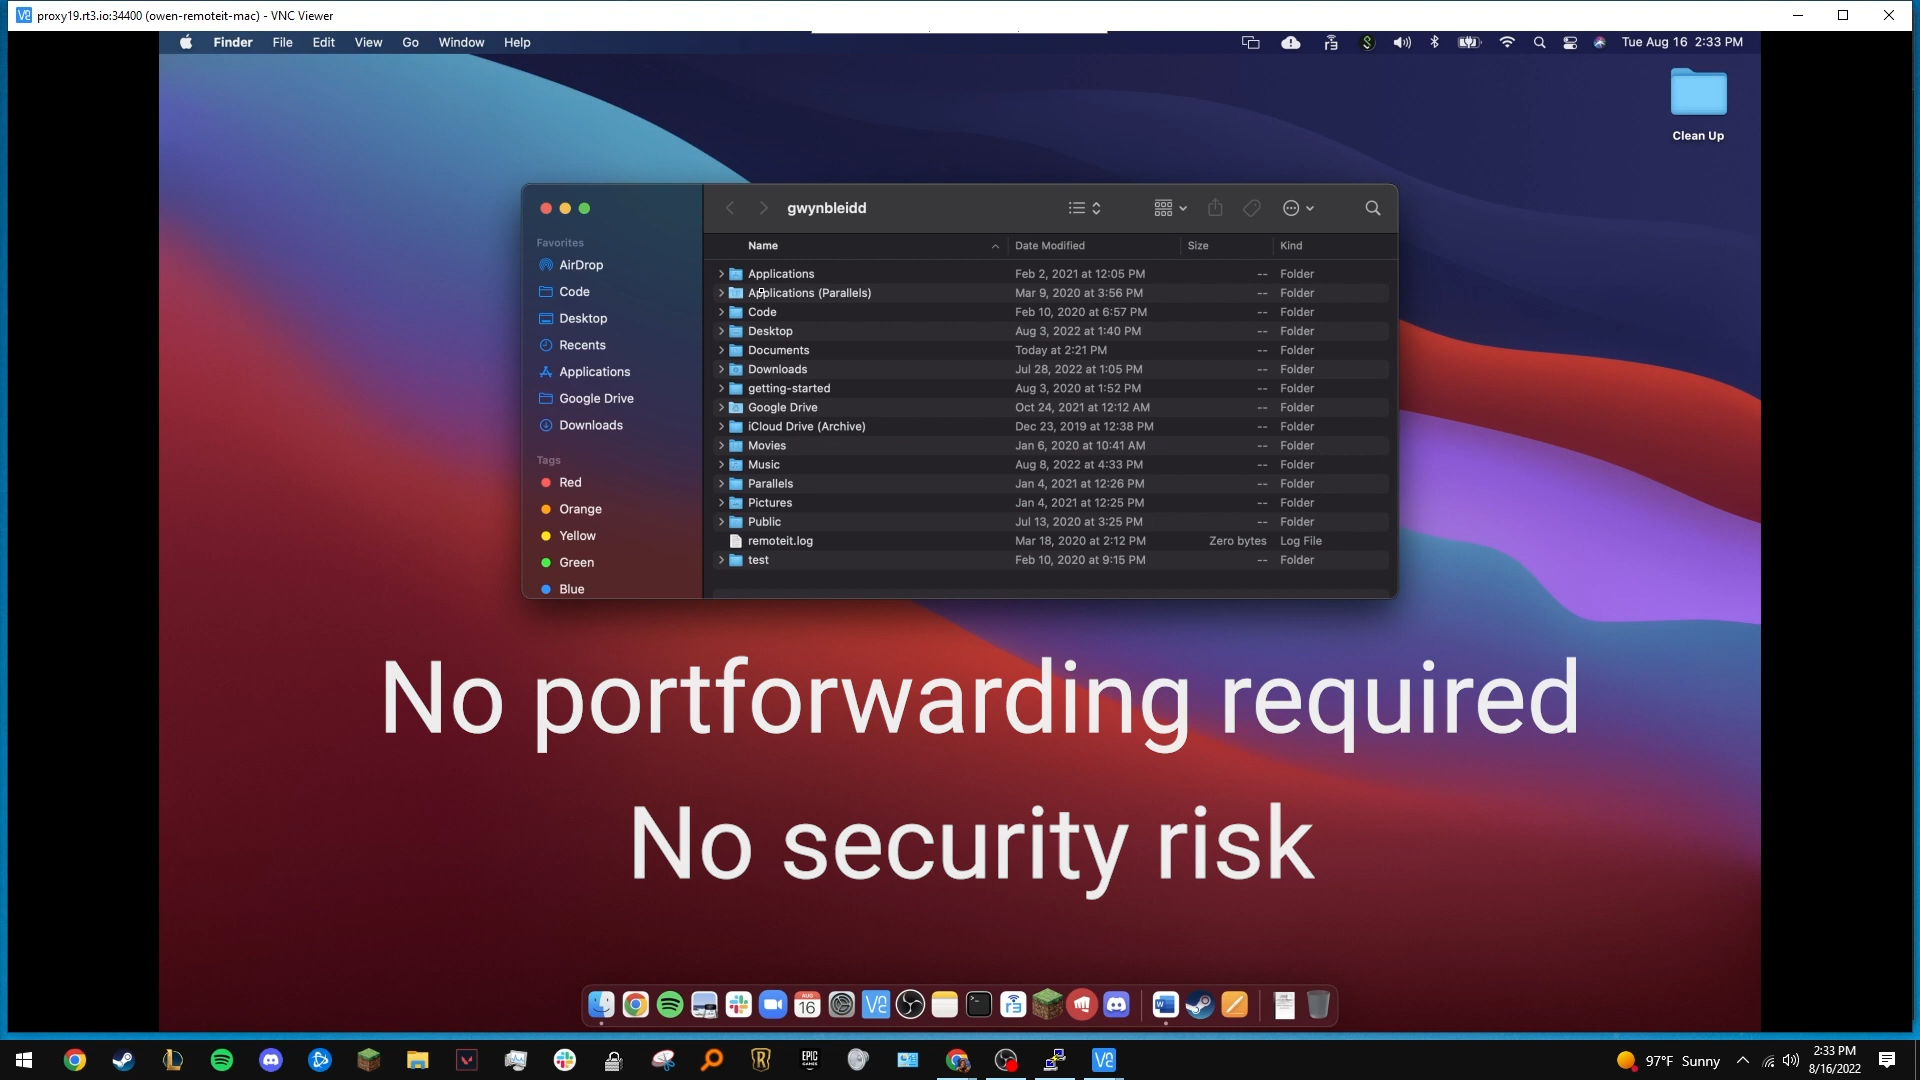 proxy19.rt3.io:34400 (owen-remoteit-mac) - VNC Viewer
Finder File Edit View Go Window Help
Tue Aug 16 2:33 PM
Clean Up
gwynbleidd
Favorites
AirDrop
Code
Desktop
Recents
Applications
Google Drive
Downloads
Tags
Red
Orange
Yellow
Green
Blue
Name Date Modified Size Kind
Applications Feb 2, 2021 at 12:05 PM -- Folder
Applications (Parallels) Mar 9, 2020 at 3:56 PM -- Folder
Code Feb 10, 2020 at 6:57 PM -- Folder
Desktop Aug 3, 2022 at 1:40 PM -- Folder
Documents Today at 2:21 PM -- Folder
Downloads Jul 28, 2022 at 1:05 PM -- Folder
getting-started Aug 3, 2020 at 1:52 PM -- Folder
Google Drive Oct 24, 2021 at 12:12 AM -- Folder
iCloud Drive (Archive) Dec 23, 2019 at 12:38 PM -- Folder
Movies Jan 6, 2020 at 10:41 AM -- Folder
Music Aug 8, 2022 at 4:33 PM -- Folder
Parallels Jan 4, 2021 at 12:26 PM -- Folder
Pictures Jan 4, 2021 at 12:25 PM -- Folder
Public Jul 13, 2020 at 3:25 PM -- Folder
remoteit.log Mar 18, 2020 at 2:12 PM Zero bytes Log File
test Feb 10, 2020 at 9:15 PM -- Folder
No portforwarding required
No security risk
AUG
16
r3
EPIC
GAMES
97°F Sunny
2:33 PM
8/16/2022